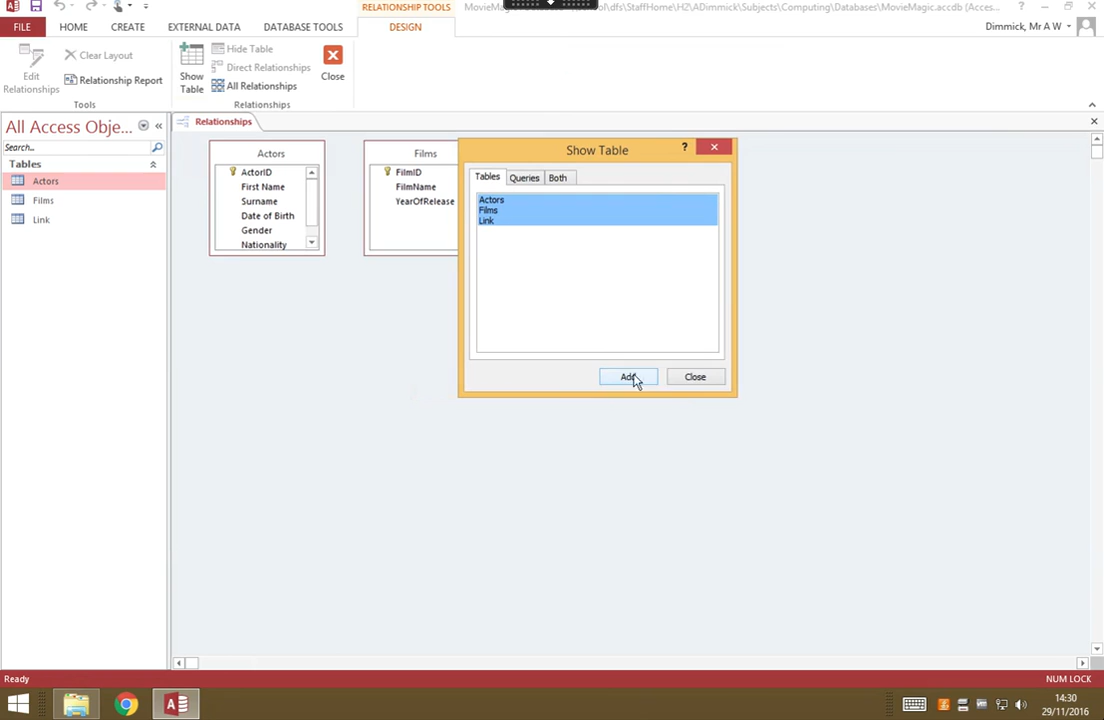 RELATIONSHIP TOOLS
MovieMagic.accdb (Acces...
FILE
HOME
CREATE
EXTERNAL DATA
DATABASE TOOLS
DESIGN
Dimmick, Mr A W
Edit
Relationships
Clear Layout
Relationship Report
Tools
Show
Table
Hide Table
Direct Relationships
All Relationships
Relationships
Close
All Access Obje...
Search...
Tables
Actors
Films
Link
Relationships
Actors
ActorID
First Name
Surname
Date of Birth
Gender
Nationality
Films
FilmID
FilmName
YearOfRelease
Show Table
?
Tables
Queries
Both
Actors
Films
Link
Add
Close
Ready
NUM LOCK
14:30
29/11/2016